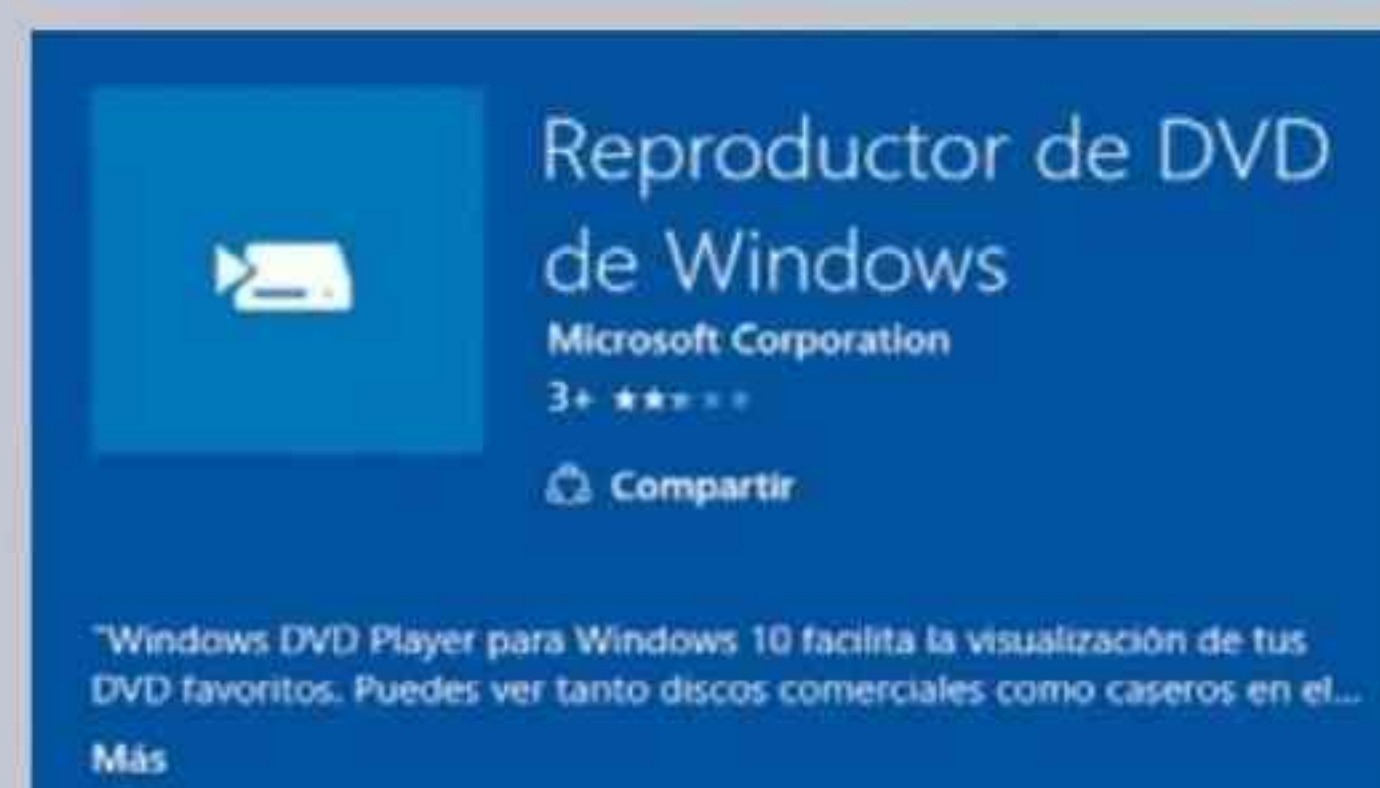 Reproductor de DVD
de Windows
Microsoft Corporation
3+
Compartir
"Windows DVD Player para Windows 10 facilita la visualización de tus
DVD favoritos. Puedes ver tanto discos comerciales como caseros en el...
Más